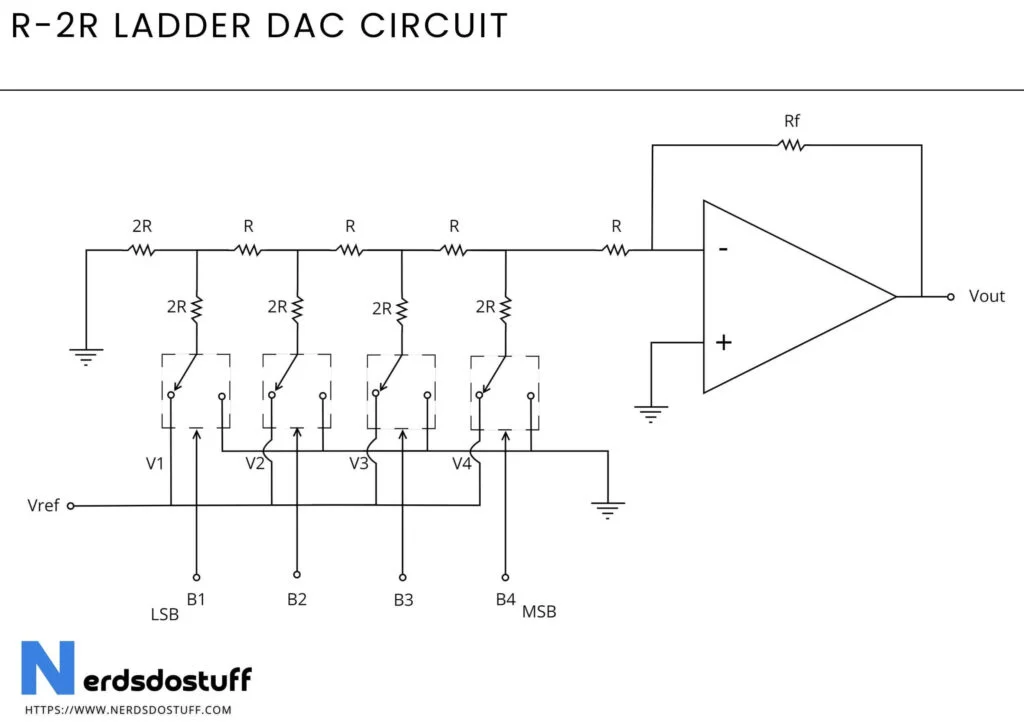 R-2R LADDER DAC CIRCUIT
Rf
2R R R R R
-
Vout
2R 2R 2R 2R
+
V1 V2 V3 V4
Vref
B1 B2 B3 B4
LSB MSB
Nerdsdostuff
HTTPS://WWW.NERDSDOSTUFF.COM